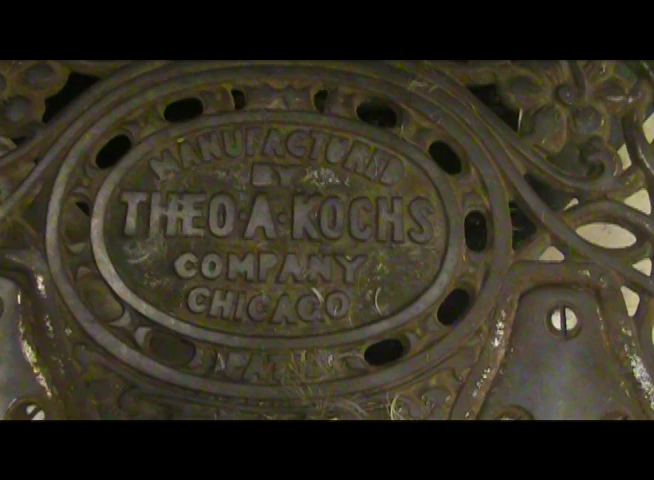 MANUFACTURED
BY
THEO·A·KOCHS
COMPANY
CHICAGO